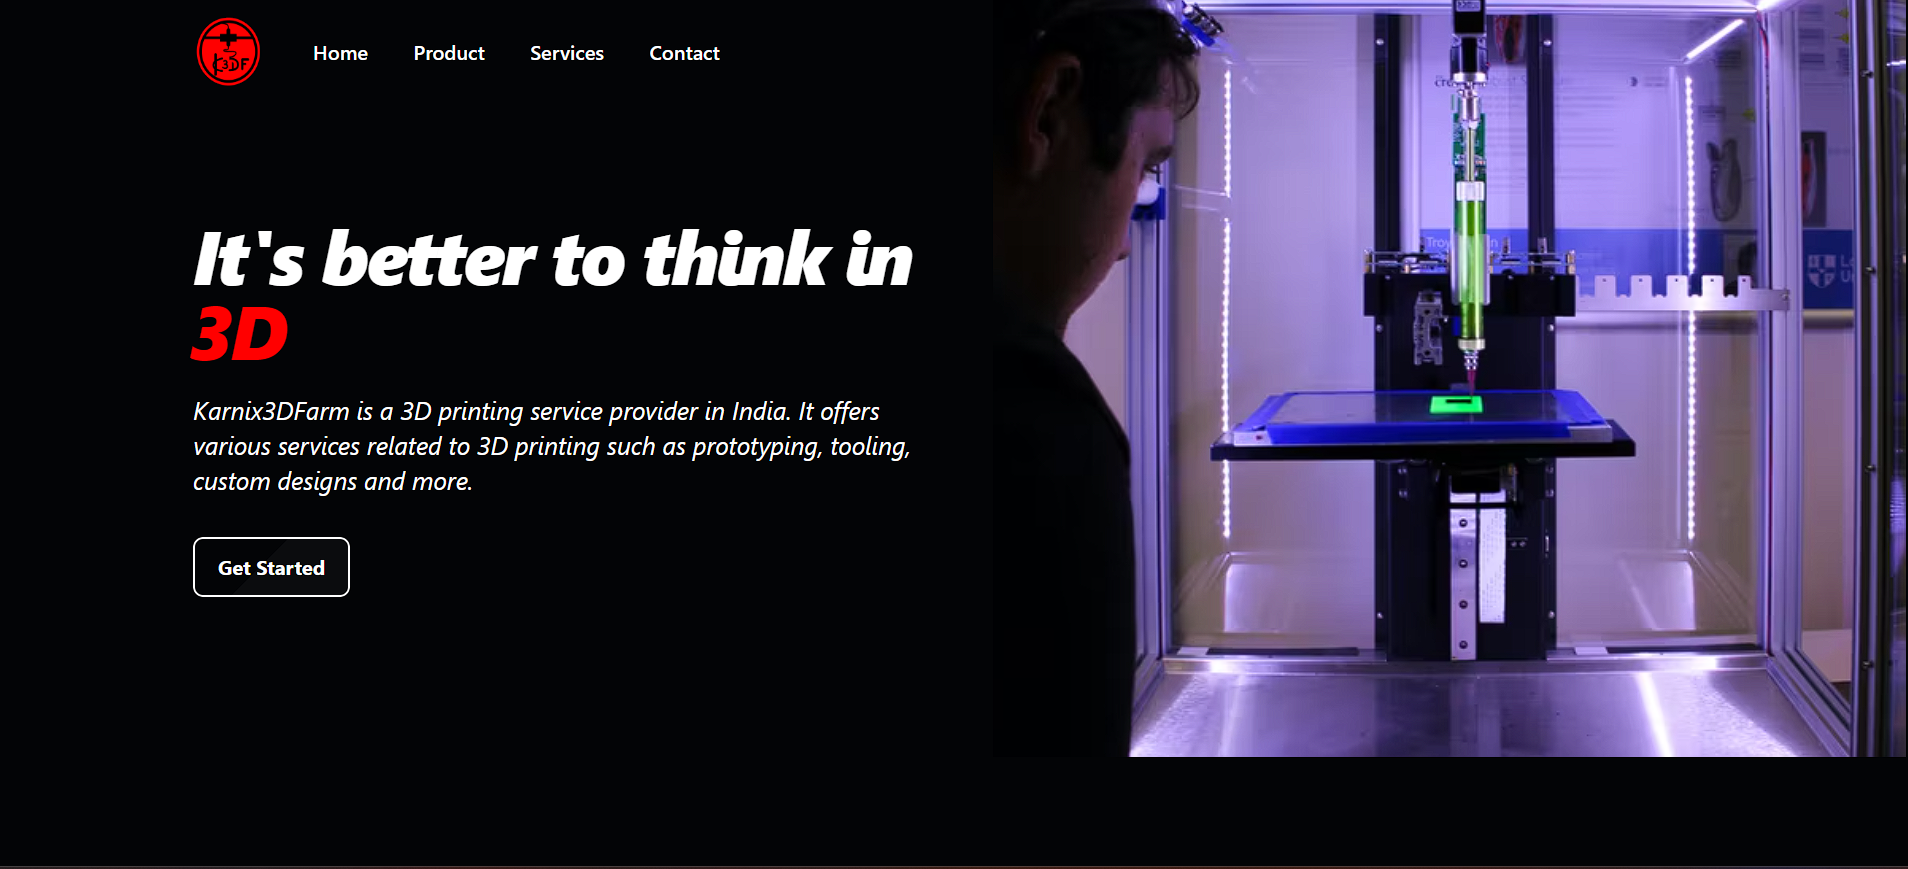 K3DF
Home Product Services Contact
It's better to think in
3D
Karnix3DFarm is a 3D printing service provider in India. It offers
various services related to 3D printing such as prototyping, tooling,
custom designs and more.
Get Started